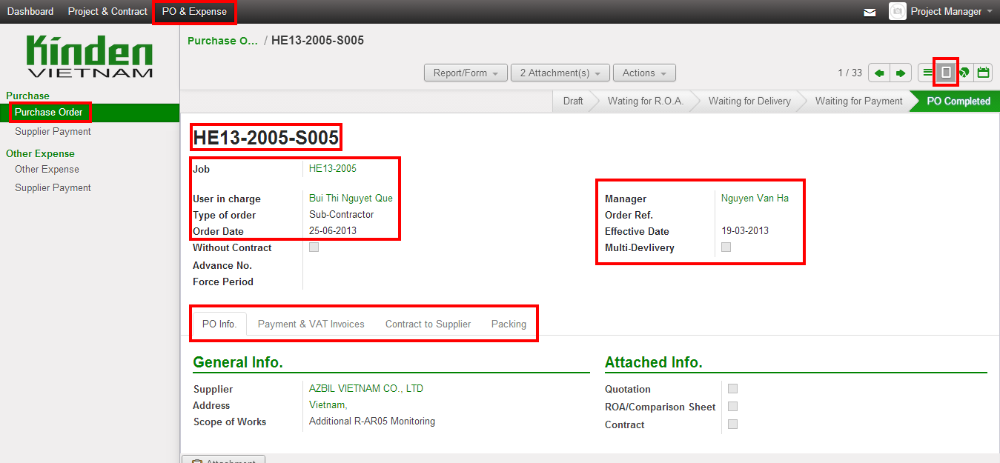 Dashboard Project & Contract PO & Expense Project Manager
Kinden
VIETNAM
Purchase O... / HE13-2005-S005
Report/Form 2 Attachment(s) Actions 1 / 33
Purchase
Purchase Order
Supplier Payment
Other Expense
Other Expense
Supplier Payment
Draft Wating for R.O.A. Waiting for Delivery Waiting for Payment PO Completed
HE13-2005-S005
Job HE13-2005
User in charge Bui Thi Nguyet Que Manager Nguyen Van Ha
Type of order Sub-Contractor Order Ref.
Order Date 25-06-2013 Effective Date 19-03-2013
Without Contract Multi-Devlivery
Advance No.
Force Period
PO Info. Payment & VAT Invoices Contract to Supplier Packing
General Info. Attached Info.
Supplier AZBIL VIETNAM CO., LTD Quotation
Address Vietnam, ROA/Comparison Sheet
Scope of Works Additional R-AR05 Monitoring Contract
Attachment